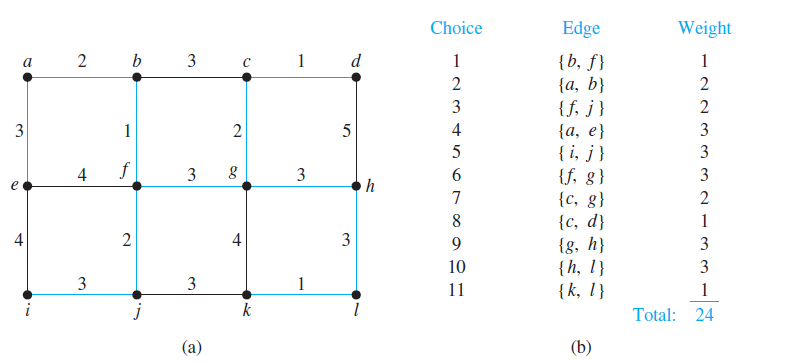 Choice Edge Weight
a 2 b 3 c 1 d
1 {b, f} 1
2 {a, b} 2
3 {f, j} 2
3 1 2 5
4 {a, e} 3
5 {i, j} 3
4 f 3 g 3
6 {f, g} 3
e h
7 {c, g} 2
8 {c, d} 1
4 2 4 3
9 {g, h} 3
10 {h, l} 3
3 3 1
11 {k, l} 1
i j k l
Total: 24
(a) (b)